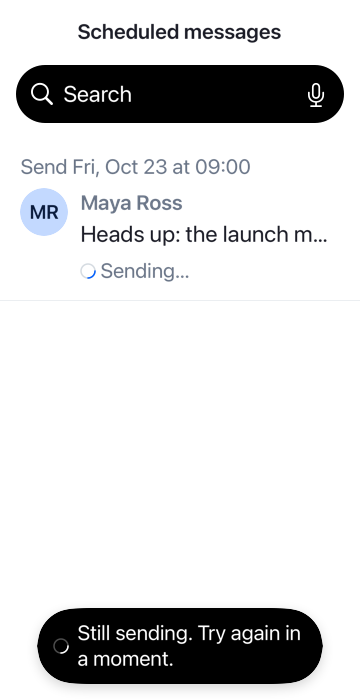 Scheduled messages
Search
Send Fri, Oct 23 at 09:00
MR
Maya Ross
Heads up: the launch m...
Sending...
Still sending. Try again in
a moment.